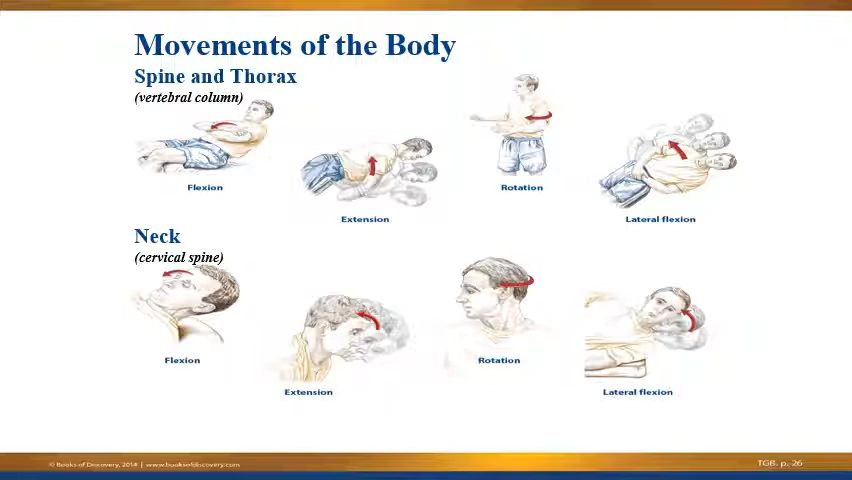 Movements of the Body
Spine and Thorax
(vertebral column)
Flexion
Extension
Rotation
Lateral flexion
Neck
(cervical spine)
Flexion
Extension
Rotation
Lateral flexion
© Books of Discovery, 2014 | www.booksofdiscovery.com
TGB. p. 26